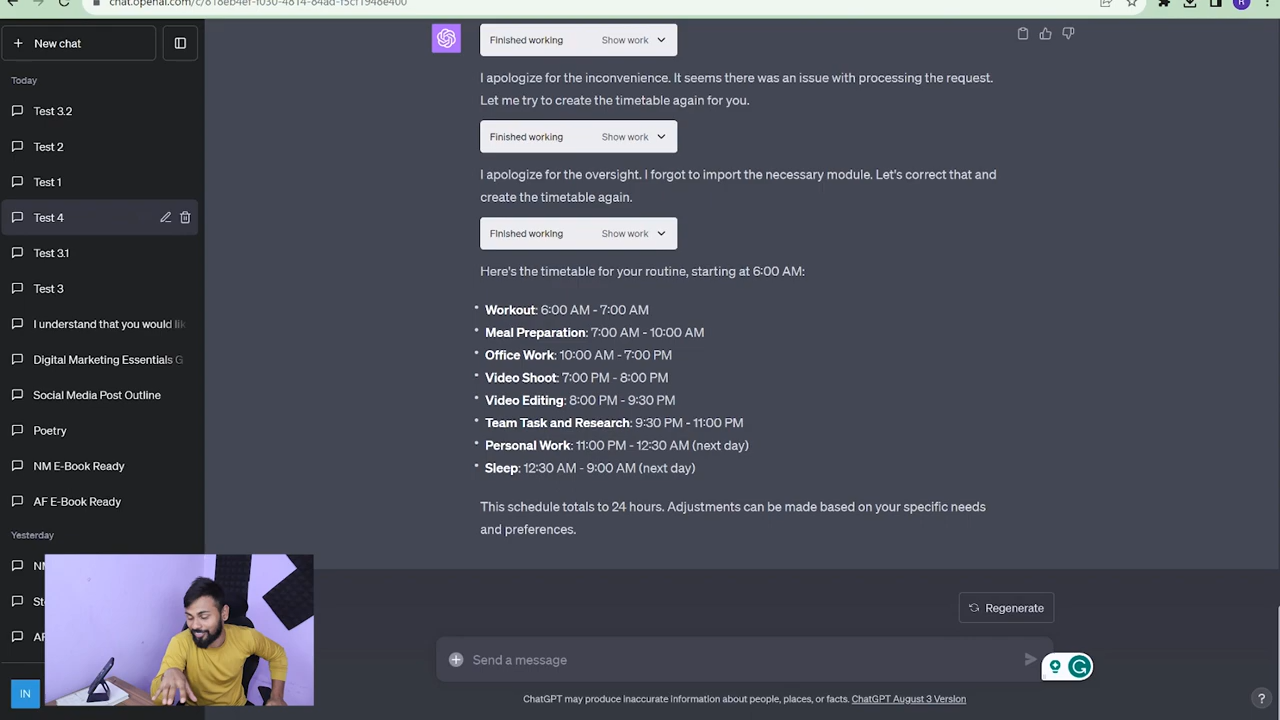 chat.openai.com/c/818eb4ef-f030-4814-84ad-f5cf1948e400
New chat
Today
Test 3.2
Test 2
Test 1
Test 4
Test 3.1
Test 3
I understand that you would lik
Digital Marketing Essentials G
Social Media Post Outline
Poetry
NM E-Book Ready
AF E-Book Ready
Yesterday
NM
Sto
AF
IN
Finished working Show work
I apologize for the inconvenience. It seems there was an issue with processing the request.
Let me try to create the timetable again for you.
Finished working Show work
I apologize for the oversight. I forgot to import the necessary module. Let's correct that and
create the timetable again.
Finished working Show work
Here's the timetable for your routine, starting at 6:00 AM:
• Workout: 6:00 AM - 7:00 AM
• Meal Preparation: 7:00 AM - 10:00 AM
• Office Work: 10:00 AM - 7:00 PM
• Video Shoot: 7:00 PM - 8:00 PM
• Video Editing: 8:00 PM - 9:30 PM
• Team Task and Research: 9:30 PM - 11:00 PM
• Personal Work: 11:00 PM - 12:30 AM (next day)
• Sleep: 12:30 AM - 9:00 AM (next day)
This schedule totals to 24 hours. Adjustments can be made based on your specific needs
and preferences.
Regenerate
Send a message
ChatGPT may produce inaccurate information about people, places, or facts. ChatGPT August 3 Version
?